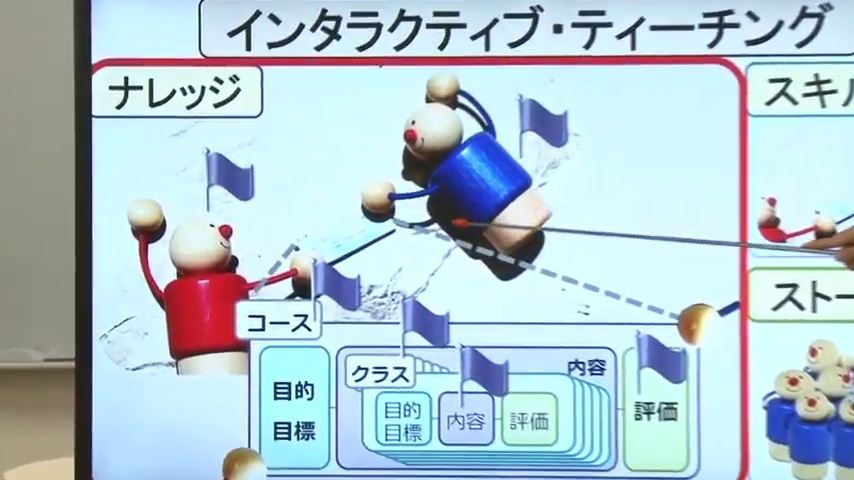 インタラクティブ・ティーチング
ナレッジ
スキル
コース
ストー
目的
目標
クラス
目的
目標
内容
評価
内容
評価